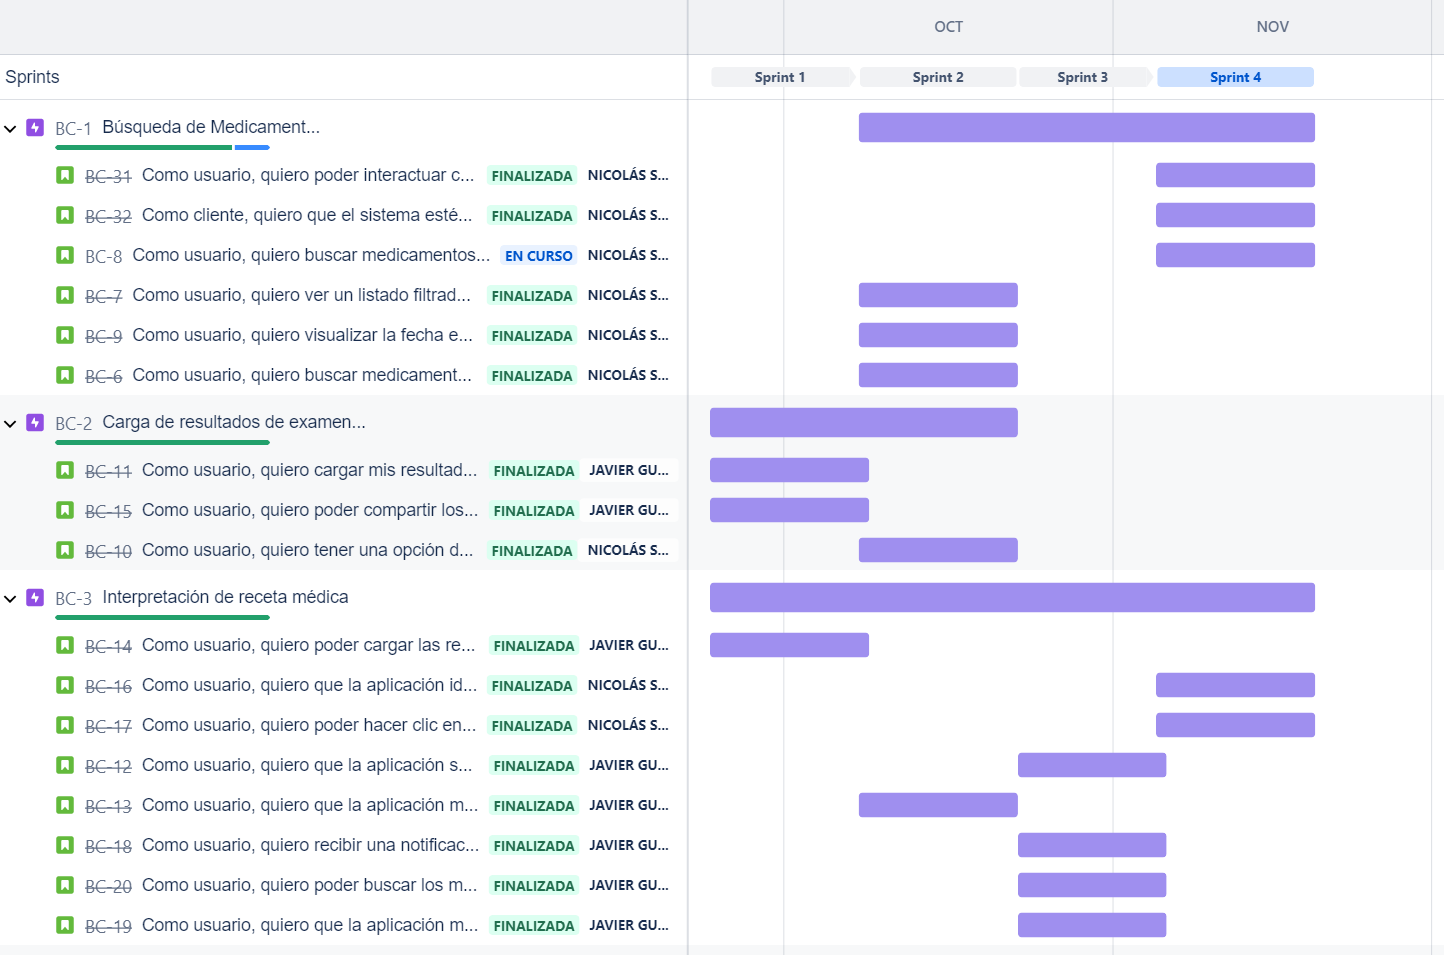 OCT NOV
Sprints Sprint 1 Sprint 2 Sprint 3 Sprint 4
BC-1 Búsqueda de Medicament...
BC-31 Como usuario, quiero poder interactuar c... FINALIZADA NICOLÁS S...
BC-32 Como cliente, quiero que el sistema esté... FINALIZADA NICOLÁS S...
BC-8 Como usuario, quiero buscar medicamentos... EN CURSO NICOLÁS S...
BC-7 Como usuario, quiero ver un listado filtrad... FINALIZADA NICOLÁS S...
BC-9 Como usuario, quiero visualizar la fecha e... FINALIZADA NICOLÁS S...
BC-6 Como usuario, quiero buscar medicament... FINALIZADA NICOLÁS S...
BC-2 Carga de resultados de examen...
BC-11 Como usuario, quiero cargar mis resultad... FINALIZADA JAVIER GU...
BC-15 Como usuario, quiero poder compartir los... FINALIZADA JAVIER GU...
BC-10 Como usuario, quiero tener una opción d... FINALIZADA NICOLÁS S...
BC-3 Interpretación de receta médica
BC-14 Como usuario, quiero poder cargar las re... FINALIZADA JAVIER GU...
BC-16 Como usuario, quiero que la aplicación id... FINALIZADA NICOLÁS S...
BC-17 Como usuario, quiero poder hacer clic en... FINALIZADA NICOLÁS S...
BC-12 Como usuario, quiero que la aplicación s... FINALIZADA JAVIER GU...
BC-13 Como usuario, quiero que la aplicación m... FINALIZADA JAVIER GU...
BC-18 Como usuario, quiero recibir una notificac... FINALIZADA JAVIER GU...
BC-20 Como usuario, quiero poder buscar los m... FINALIZADA JAVIER GU...
BC-19 Como usuario, quiero que la aplicación m... FINALIZADA JAVIER GU...